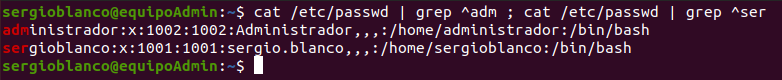 sergioblanco@equipoAdmin:~$ cat /etc/passwd | grep ^adm ; cat /etc/passwd | grep ^ser
administrador:x:1002:1002:Administrador,,,:/home/administrador:/bin/bash
sergioblanco:x:1001:1001:sergio.blanco,,,:/home/sergioblanco:/bin/bash
sergioblanco@equipoAdmin:~$